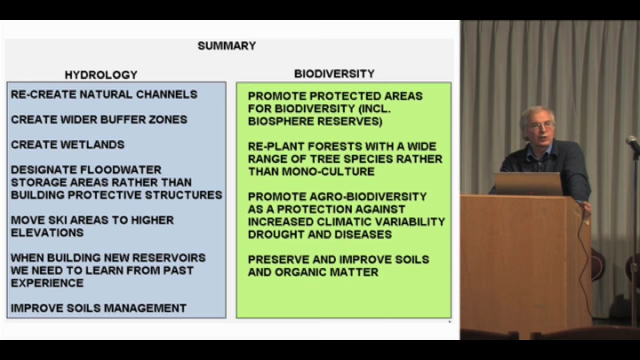 SUMMARY
HYDROLOGY
RE-CREATE NATURAL CHANNELS
CREATE WIDER BUFFER ZONES
CREATE WETLANDS
DESIGNATE FLOODWATER
STORAGE AREAS RATHER THAN
BUILDING PROTECTIVE STRUCTURES
MOVE SKI AREAS TO HIGHER
ELEVATIONS
WHEN BUILDING NEW RESERVOIRS
WE NEED TO LEARN FROM PAST
EXPERIENCE
IMPROVE SOILS MANAGEMENT
BIODIVERSITY
PROMOTE PROTECTED AREAS
FOR BIODIVERSITY (INCL.
BIOSPHERE RESERVES)
RE-PLANT FORESTS WITH A WIDE
RANGE OF TREE SPECIES RATHER
THAN MONO-CULTURE
PROMOTE AGRO-BIODIVERSITY
AS A PROTECTION AGAINST
INCREASED CLIMATIC VARIABILITY
DROUGHT AND DISEASES
PRESERVE AND IMPROVE SOILS
AND ORGANIC MATTER